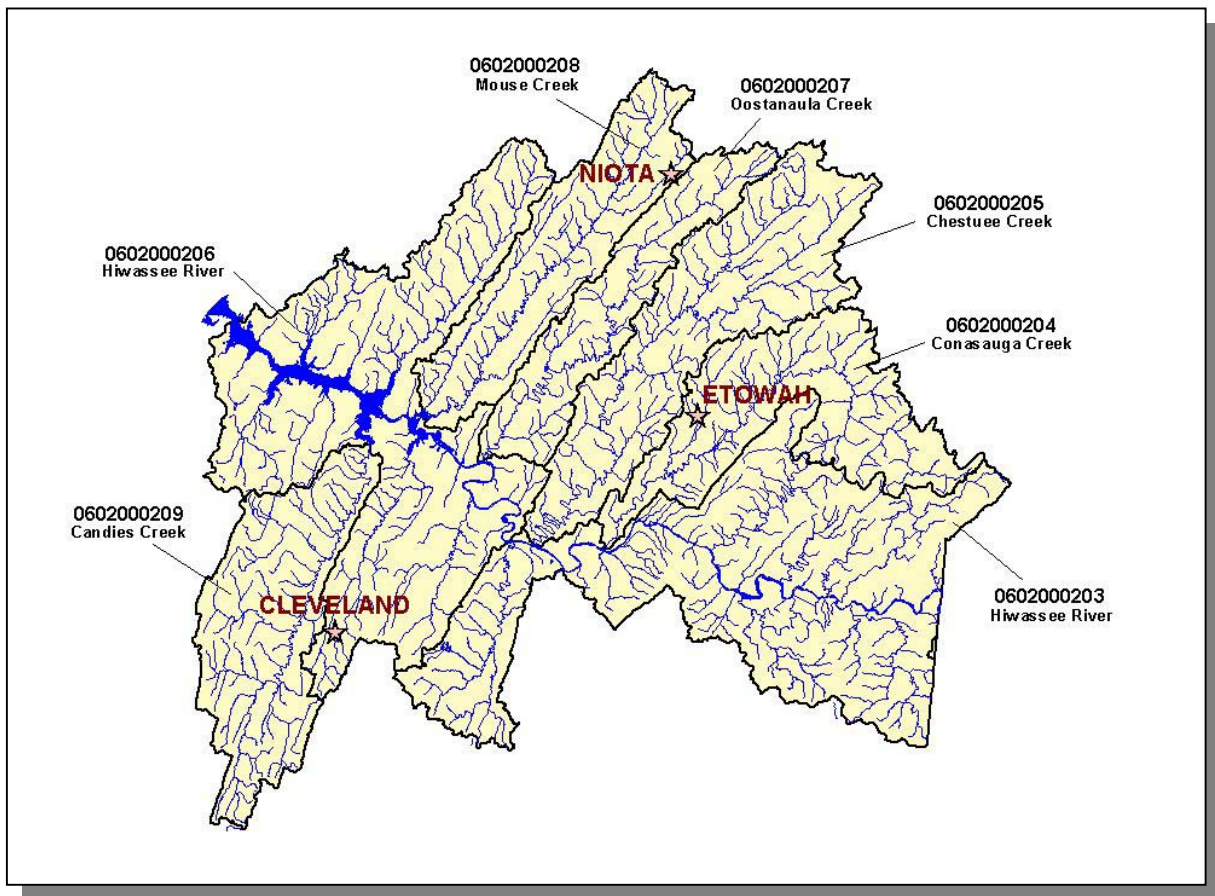 0602000208
Mouse Creek
0602000207
Oostanaula Creek
NIOTA
0602000205
Chestuee Creek
0602000206
Hiwassee River
0602000204
Conasauga Creek
ETOWAH
0602000209
Candies Creek
CLEVELAND
0602000203
Hiwassee River